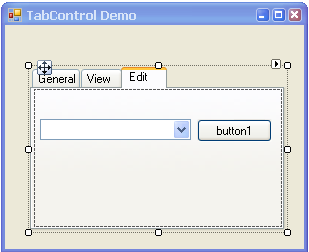 TabControl Demo
General View Edit
button1